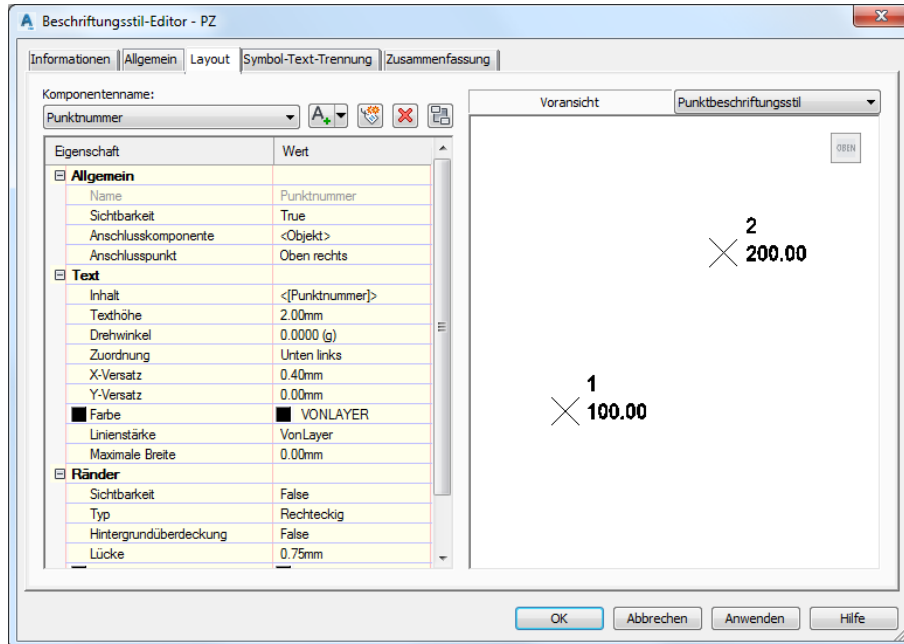 Beschriftungsstil-Editor - PZ
Informationen Allgemein Layout Symbol-Text-Trennung Zusammenfassung
Komponentenname:
Punktnummer
Voransicht Punktbeschriftungsstil
Eigenschaft Wert
Allgemein
Name Punktnummer
Sichtbarkeit True
Anschlusskomponente <Objekt>
Anschlusspunkt Oben rechts
Text
Inhalt <[Punktnummer]>
Texthöhe 2.00mm
Drehwinkel 0.0000 (g)
Zuordnung Unten links
X-Versatz 0.40mm
Y-Versatz 0.00mm
Farbe VONLAYER
Linienstärke VonLayer
Maximale Breite 0.00mm
Ränder
Sichtbarkeit False
Typ Rechteckig
Hintergrundüberdeckung False
Lücke 0.75mm
OBEN
2
200.00
1
100.00
OK Abbrechen Anwenden Hilfe